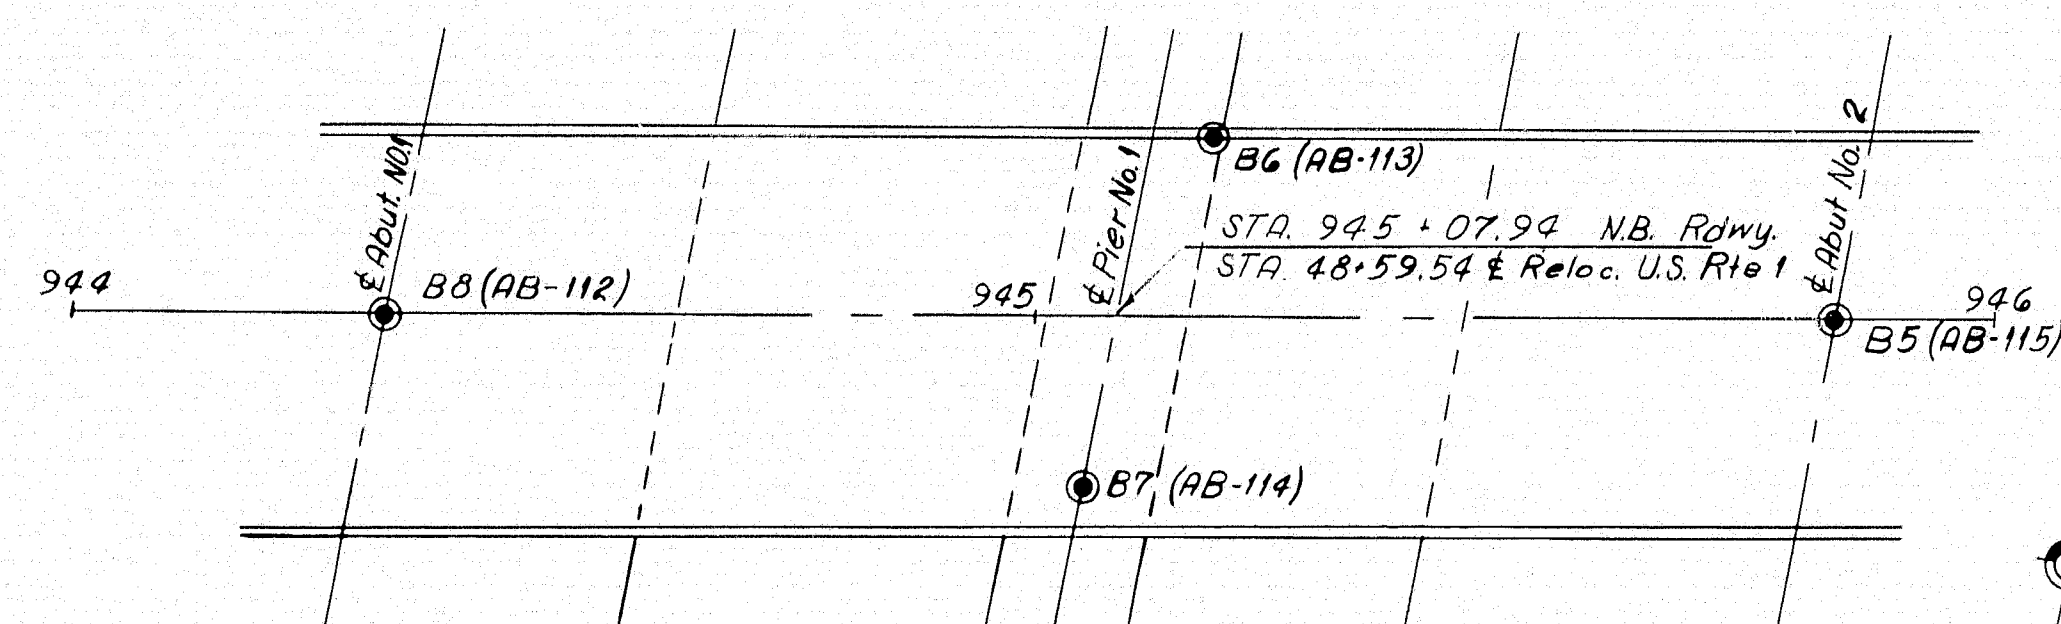 ℄ Abut. NO.1
℄ Pier No. 1
℄ Abut No. 2
B6 (AB-113)
STA. 945 + 07.94 N.B. Rdwy.
STA 48+59.54 ℄ Reloc. U.S. Rte 1
944
B8 (AB-112)
945
946
B5 (AB-115)
B7 (AB-114)